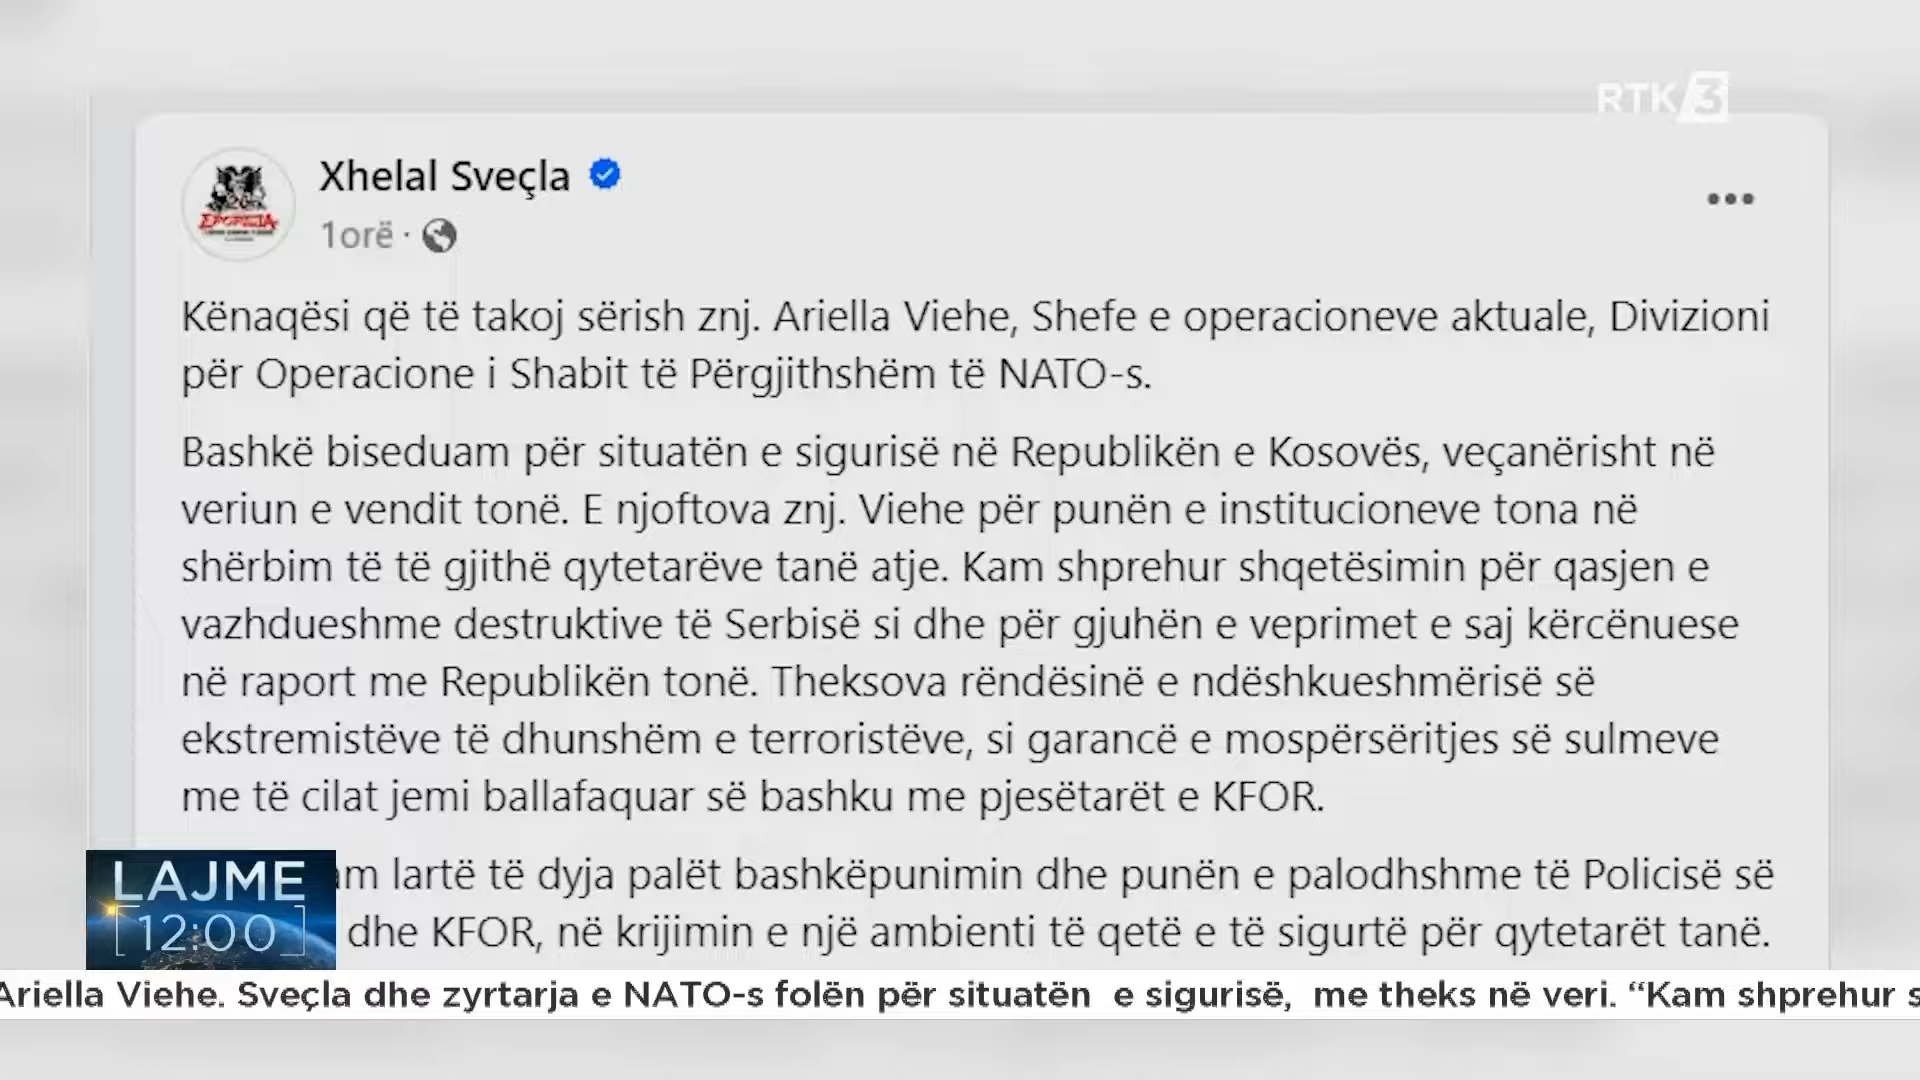 RTK 3
Xhelal Sveçla
1orë ·
Kënaqësi që të takoj sërish znj. Ariella Viehe, Shefe e operacioneve aktuale, Divizioni
për Operacione i Shabit të Përgjithshëm të NATO-s.
Bashkë biseduam për situatën e sigurisë në Republikën e Kosovës, veçanërisht në
veriun e vendit tonë. E njoftova znj. Viehe për punën e institucioneve tona në
shërbim të të gjithë qytetarëve tanë atje. Kam shprehur shqetësimin për qasjen e
vazhdueshme destruktive të Serbisë si dhe për gjuhën e veprimet e saj kërcënuese
në raport me Republikën tonë. Theksova rëndësinë e ndëshkueshmërisë së
ekstremistëve të dhunshëm e terroristëve, si garancë e mospërsëritjes së sulmeve
me të cilat jemi ballafaquar së bashku me pjesëtarët e KFOR.
am lartë të dyja palët bashkëpunimin dhe punën e palodhshme të Policisë së
dhe KFOR, në krijimin e një ambienti të qetë e të sigurtë për qytetarët tanë.
LAJME
12:00
Ariella Viehe. Sveçla dhe zyrtarja e NATO-s folën për situatën e sigurisë, me theks në veri. “Kam shprehur s